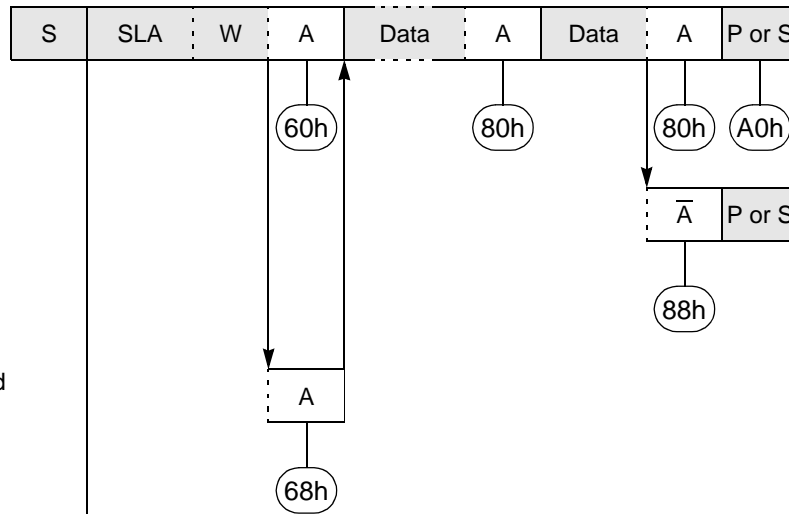 S SLA W A Data A Data A P or S
60h 80h 80h A0h
A̅ P or S
88h
A
68h